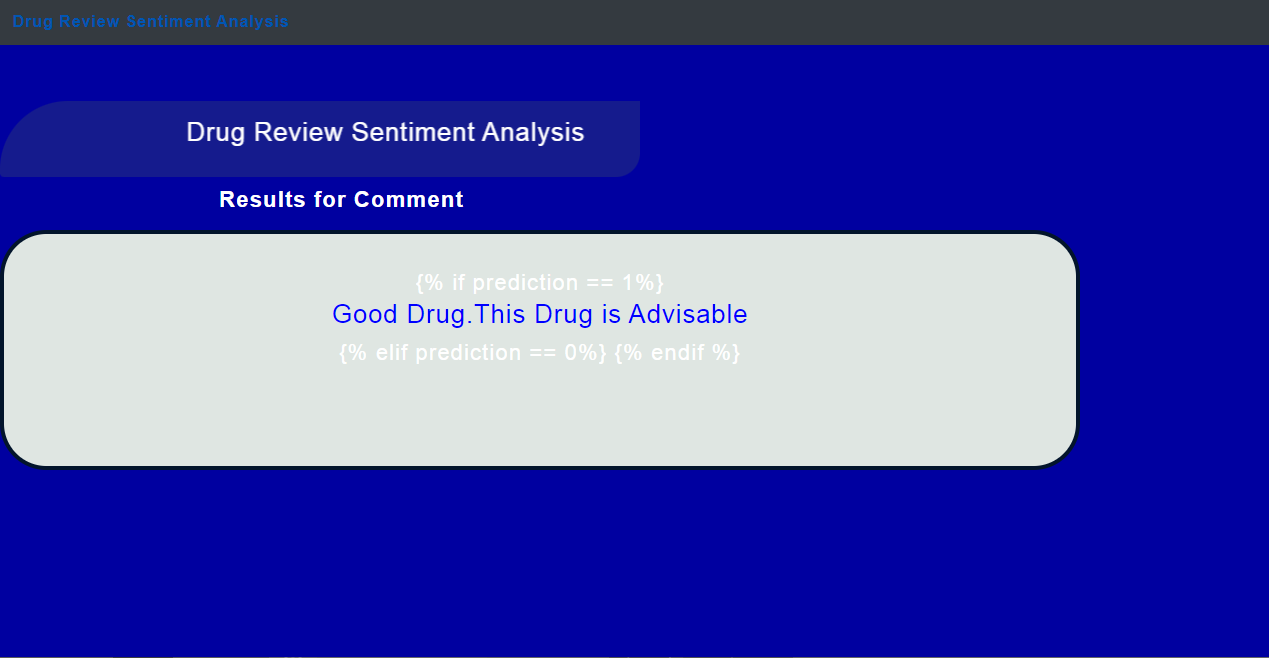 Drug Review Sentiment Analysis
Drug Review Sentiment Analysis
Results for Comment
{% if prediction == 1%}
Good Drug.This Drug is Advisable
{% elif prediction == 0%} {% endif %}